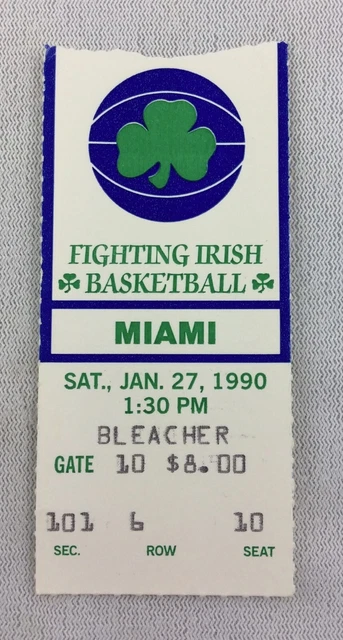 FIGHTING IRISH
BASKETBALL
MIAMI
SAT., JAN. 27, 1990
1:30 PM
BLEACHER
GATE 10 $8.00
101 6 10
SEC. ROW SEAT